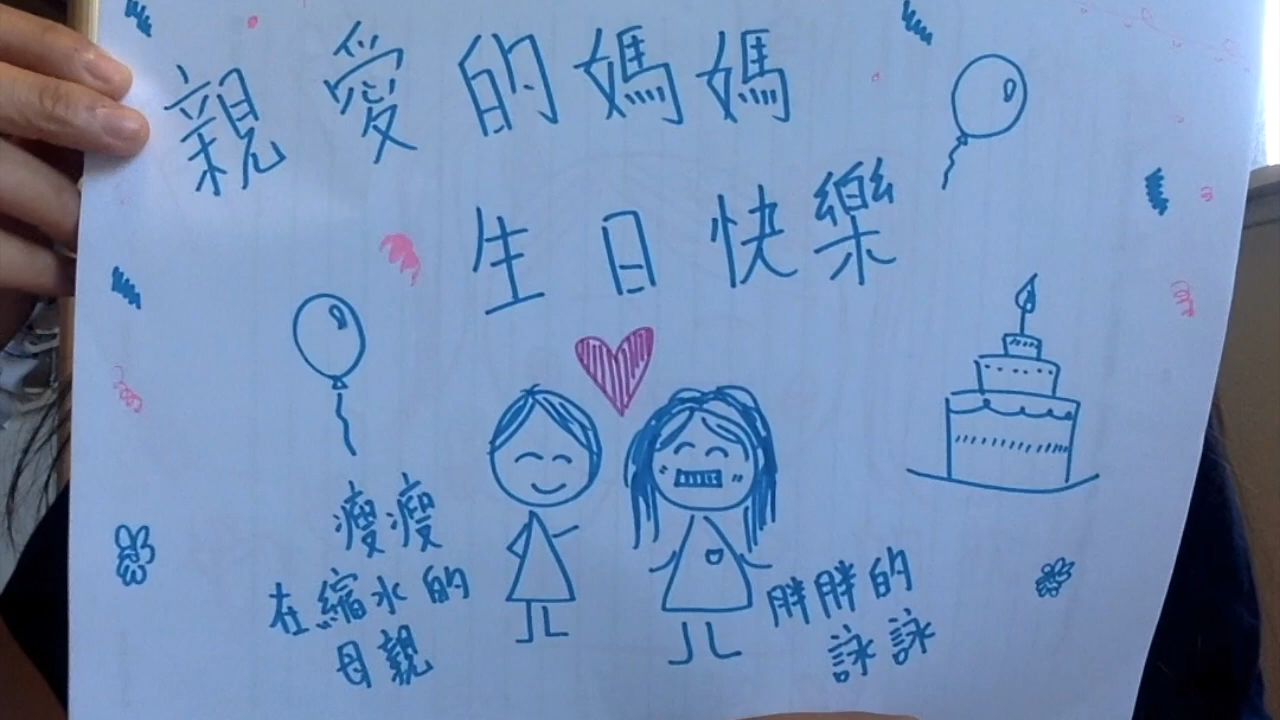 親愛的媽媽
生日快樂
瘦瘦
在縮水的
母親
胖胖的
詠詠